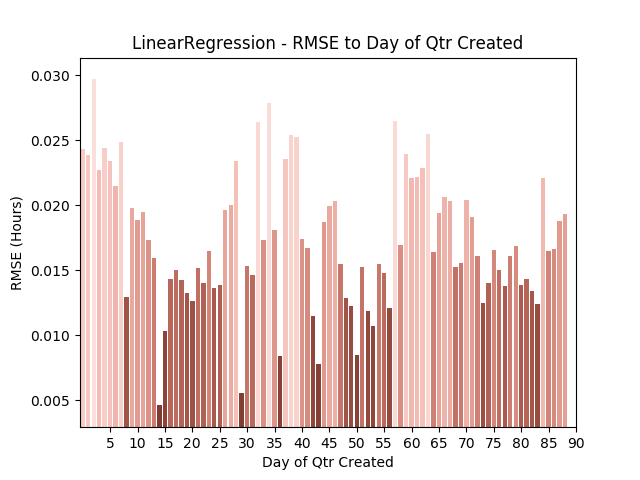 LinearRegression - RMSE to Day of Qtr Created
0.030
0.025
0.020
0.015
0.010
0.005
RMSE (Hours)
5 10 15 20 25 30 35 40 45 50 55 60 65 70 75 80 85 90
Day of Qtr Created